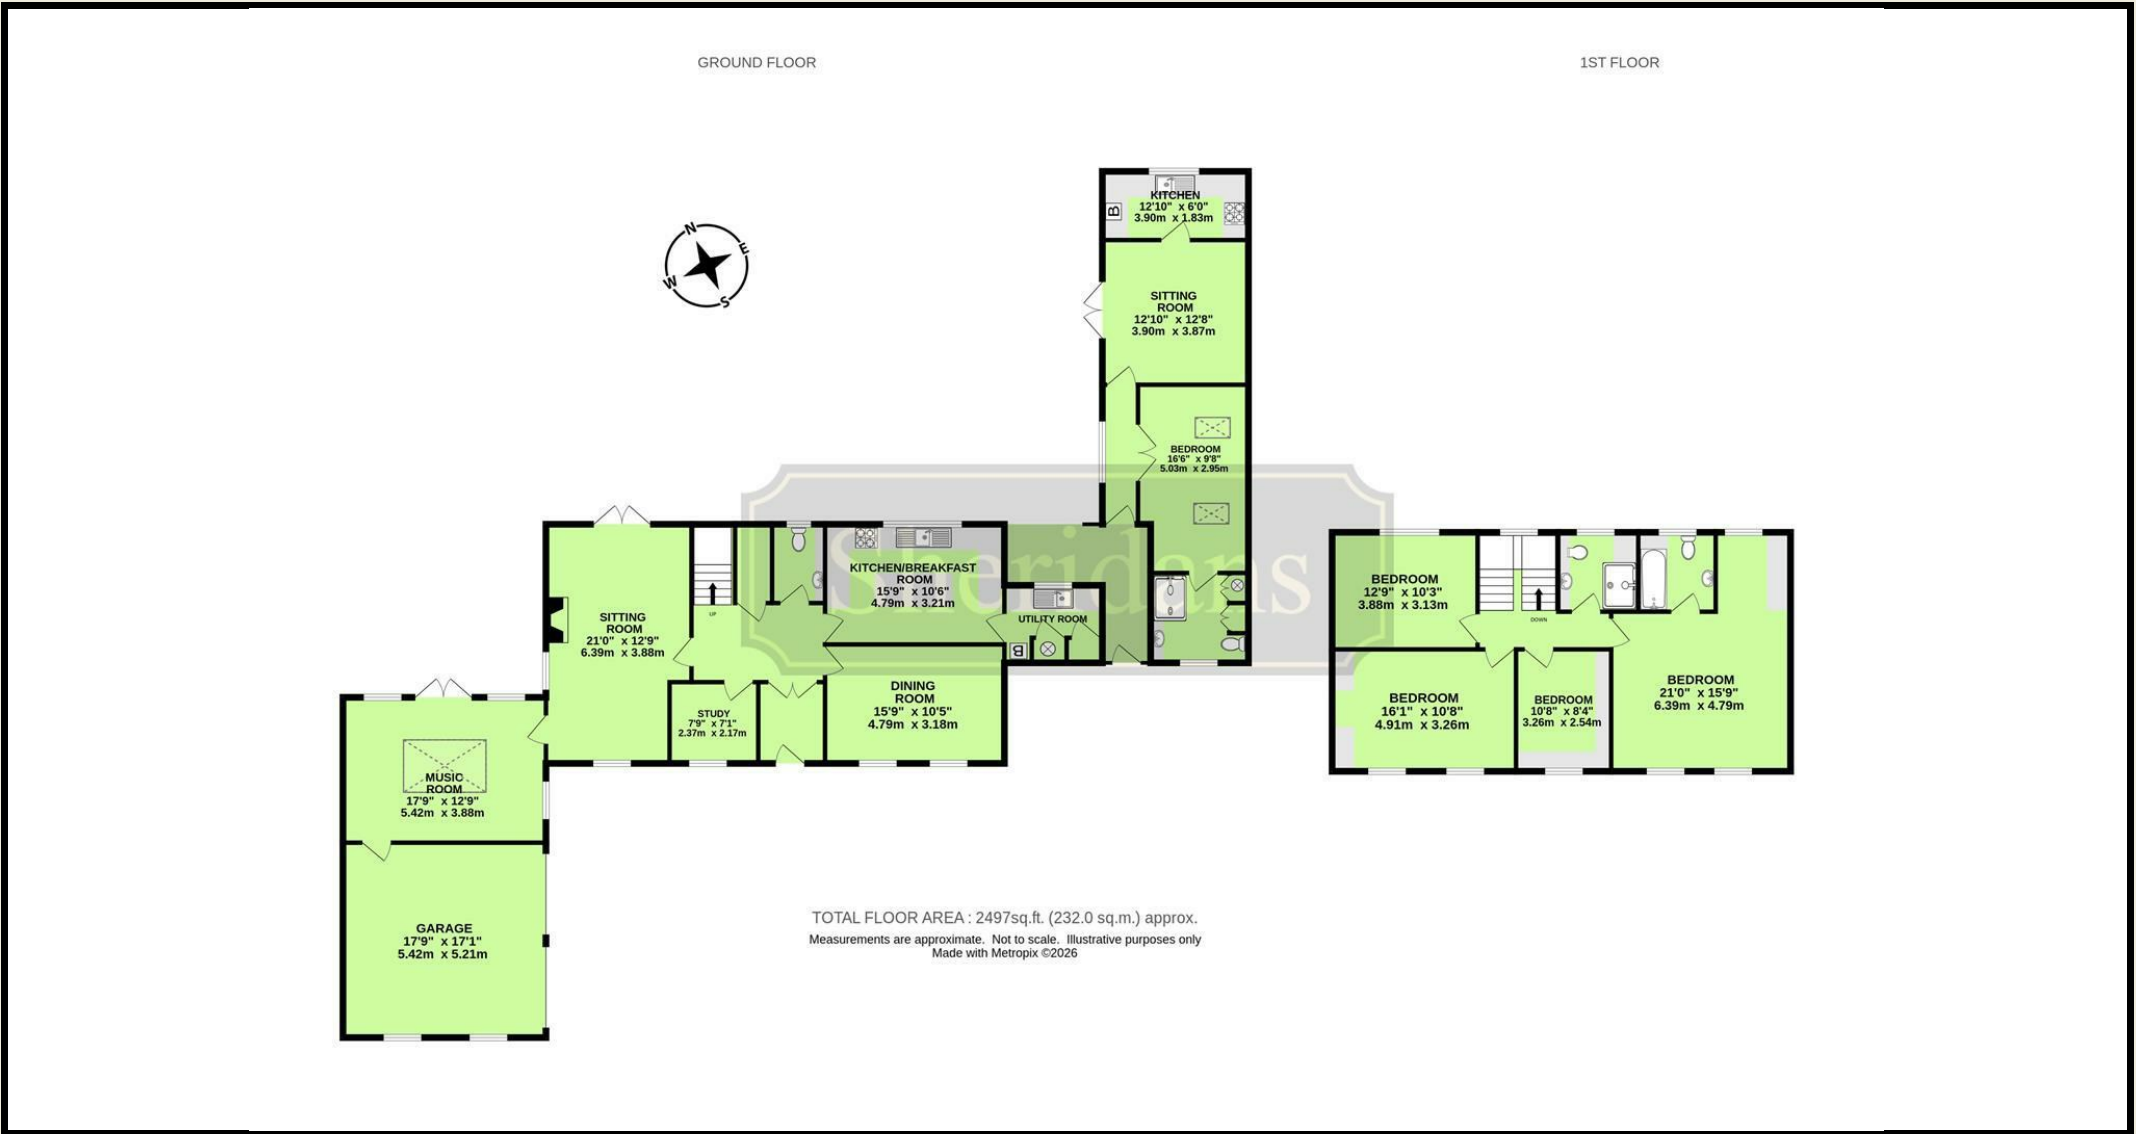 GROUND FLOOR
1ST FLOOR
N
E
W
S
KITCHEN
12'10" x 6'0"
3.90m x 1.83m
B
SITTING
ROOM
12'10" x 12'8"
3.90m x 3.87m
BEDROOM
16'6" x 9'8"
5.03m x 2.95m
Sheridans
KITCHEN/BREAKFAST
ROOM
15'9" x 10'6"
4.79m x 3.21m
UP
UTILITY ROOM
B
SITTING
ROOM
21'0" x 12'9"
6.39m x 3.88m
DINING
ROOM
15'9" x 10'5"
4.79m x 3.18m
STUDY
7'9" x 7'1"
2.37m x 2.17m
MUSIC
ROOM
17'9" x 12'9"
5.42m x 3.88m
GARAGE
17'9" x 17'1"
5.42m x 5.21m
BEDROOM
12'9" x 10'3"
3.88m x 3.13m
DOWN
BEDROOM
16'1" x 10'8"
4.91m x 3.26m
BEDROOM
10'8" x 8'4"
3.26m x 2.54m
BEDROOM
21'0" x 15'9"
6.39m x 4.79m
TOTAL FLOOR AREA : 2497sq.ft. (232.0 sq.m.) approx.
Measurements are approximate. Not to scale. Illustrative purposes only
Made with Metropix ©2026